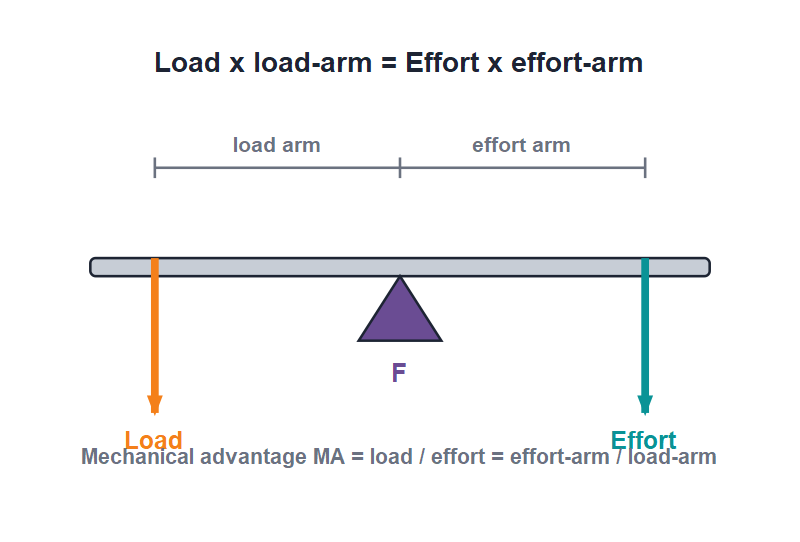 Load x load-arm = Effort x effort-arm
load arm
effort arm
F
Load
Effort
Mechanical advantage MA = load / effort = effort-arm / load-arm